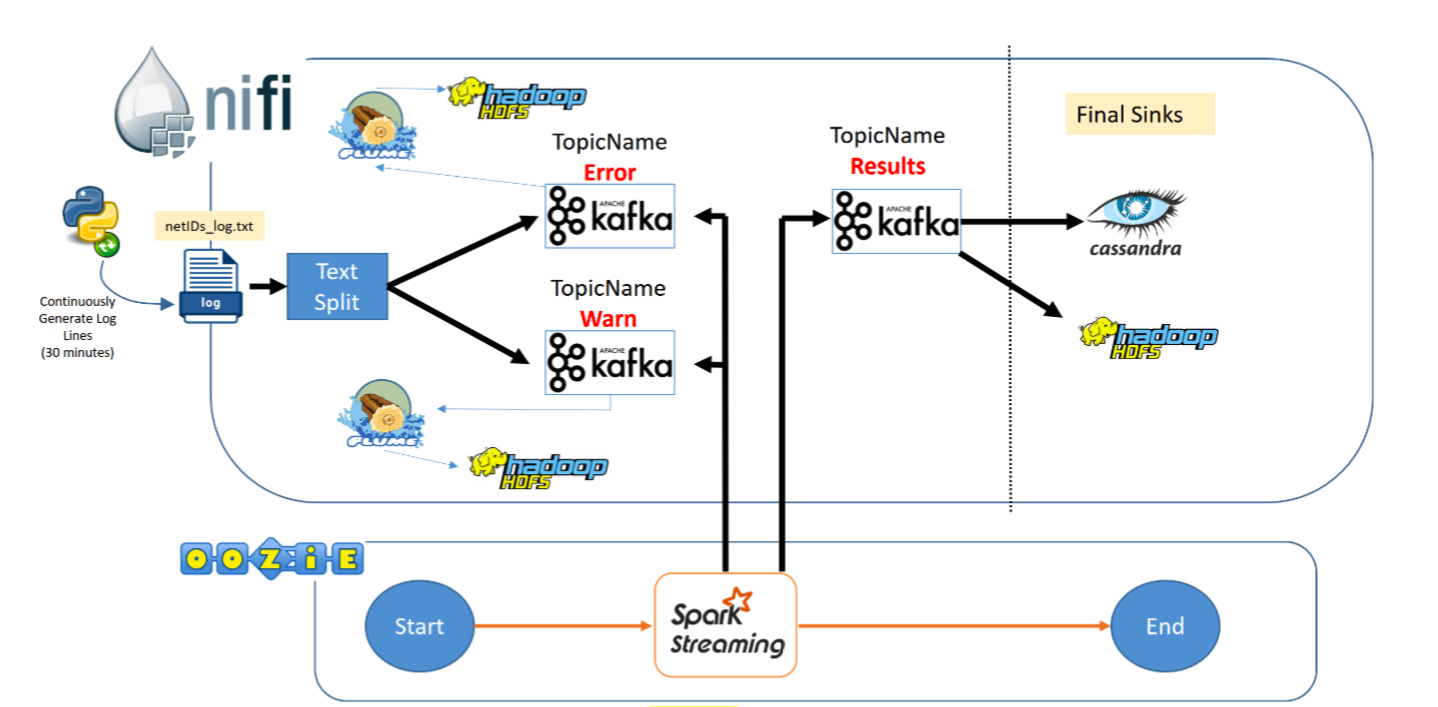 nifi
hadoop
HDFS
FLUME
TopicName
Error
APACHE
kafka
TopicName
Results
APACHE
kafka
Final Sinks
cassandra
hadoop
HDFS
netIDs_log.txt
log
Continuously
Generate Log
Lines
(30 minutes)
Text
Split
TopicName
Warn
APACHE
kafka
FLUME
hadoop
HDFS
OOZiE
Start
Spark
Streaming
End